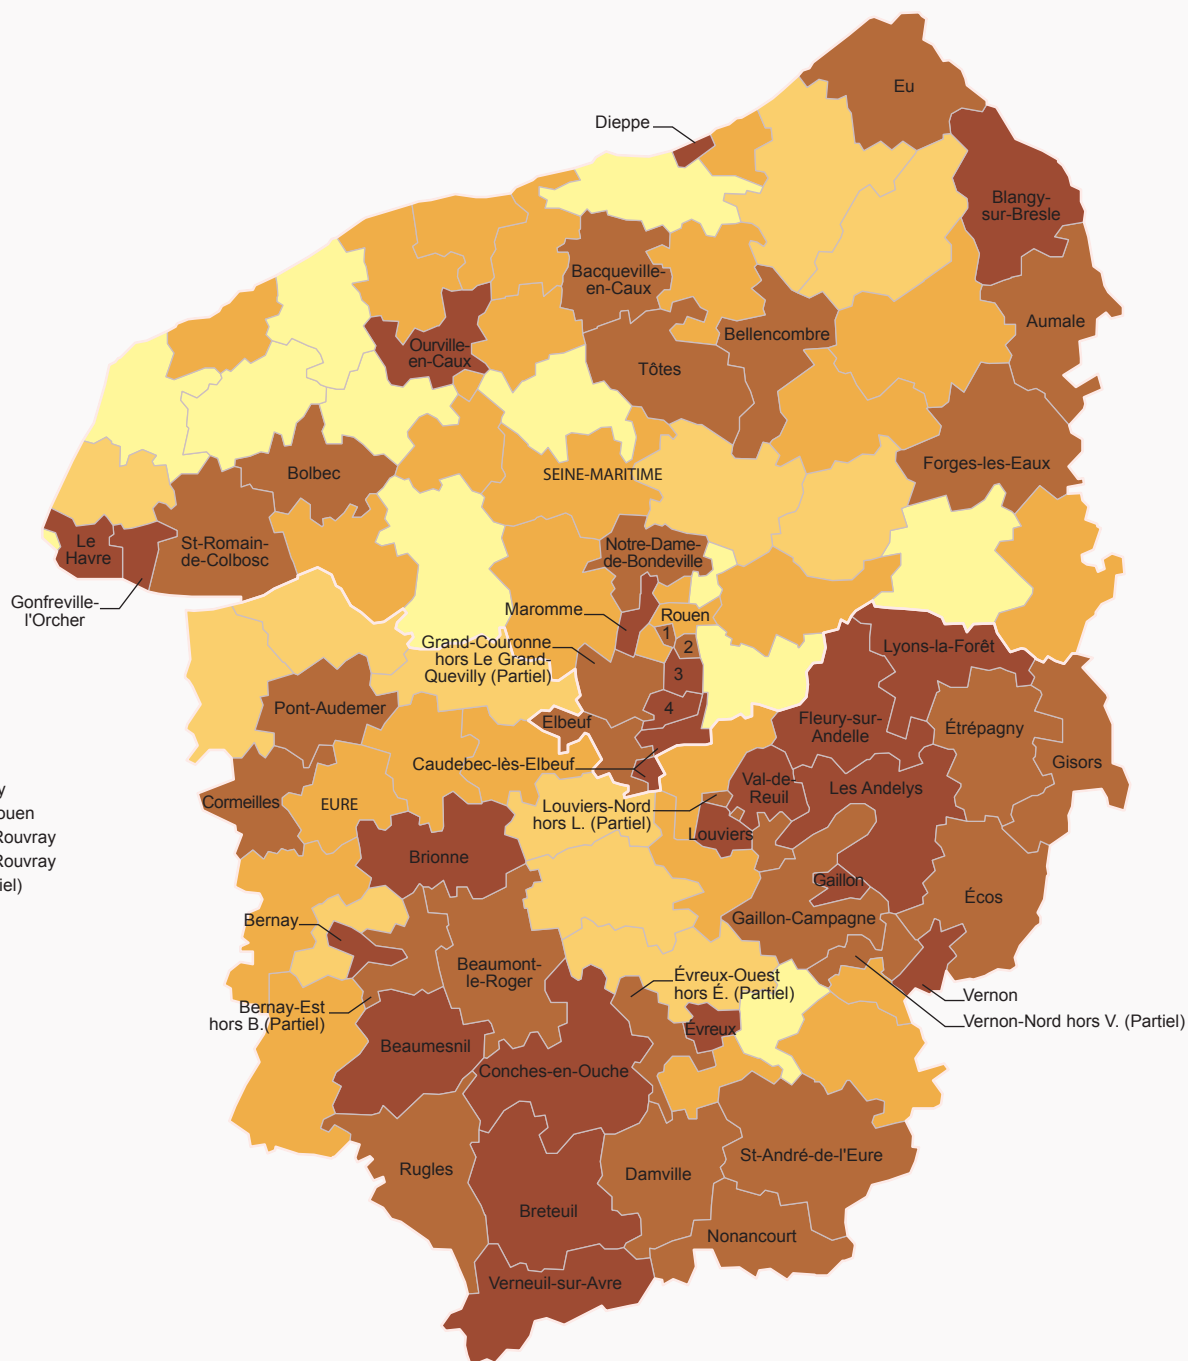 Eu
Dieppe
Blangy-
sur-Bresle
Bacqueville-
en-Caux
Aumale
Bellencombre
Ourville-
en-Caux
Tôtes
Forges-les-Eaux
Bolbec
SEINE-MARITIME
Le
Havre
St-Romain-
de-Colbosc
Notre-Dame-
de-Bondeville
Gonfreville-
l'Orcher
Maromme
Rouen
1
2
Grand-Couronne
hors Le Grand-
Quevilly (Partiel)
3
4
Lyons-la-Forêt
Pont-Audemer
Elbeuf
Fleury-sur-
Andelle
Étrépagny
Gisors
Caudebec-lès-Elbeuf
Val-de-
Reuil
Les Andelys
Cormeilles
EURE
Louviers-Nord
hors L. (Partiel)
Louviers
y
ouen
Rouvray
Rouvray
iel)
Brionne
Gaillon
Écos
Gaillon-Campagne
Bernay
Beaumont-
le-Roger
Évreux-Ouest
hors É. (Partiel)
Vernon
Bernay-Est
hors B.(Partiel)
Vernon-Nord hors V. (Partiel)
Évreux
Beaumesnil
Conches-en-Ouche
Rugles
Damville
St-André-de-l'Eure
Breteuil
Nonancourt
Verneuil-sur-Avre